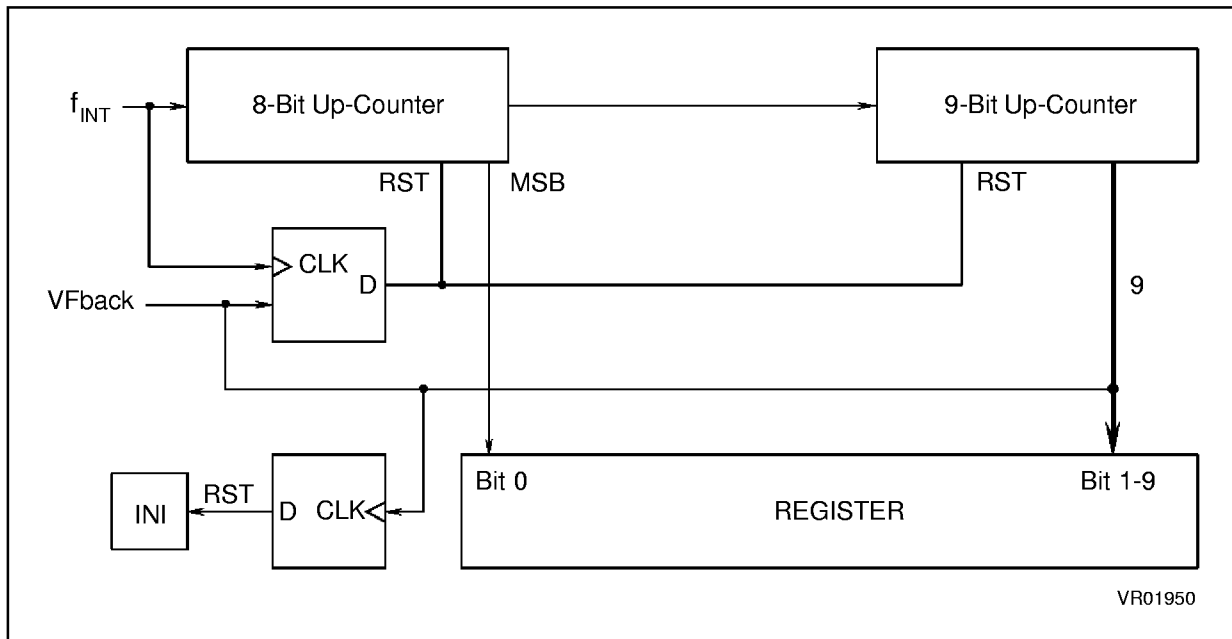 8-Bit Up-Counter
9-Bit Up-Counter
fINT
RST
MSB
RST
CLK
D
VFback
9
Bit 0
Bit 1-9
RST
INI
D
CLK
REGISTER
VR01950